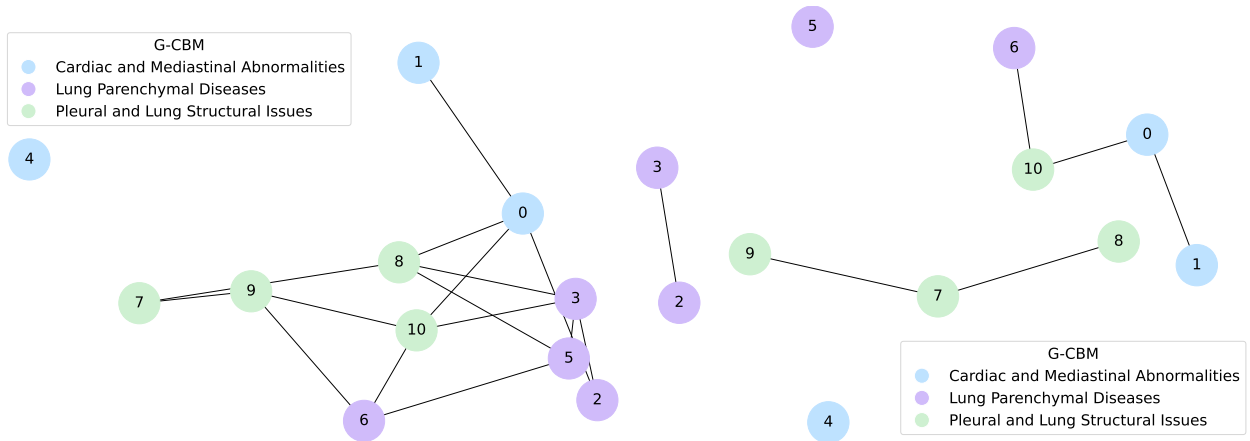 G-CBM
Cardiac and Mediastinal Abnormalities
Lung Parenchymal Diseases
Pleural and Lung Structural Issues
1
4
0
8
9
7
3
10
5
2
6
5
6
0
3
10
8
9
1
7
2
G-CBM
Cardiac and Mediastinal Abnormalities
Lung Parenchymal Diseases
Pleural and Lung Structural Issues
4